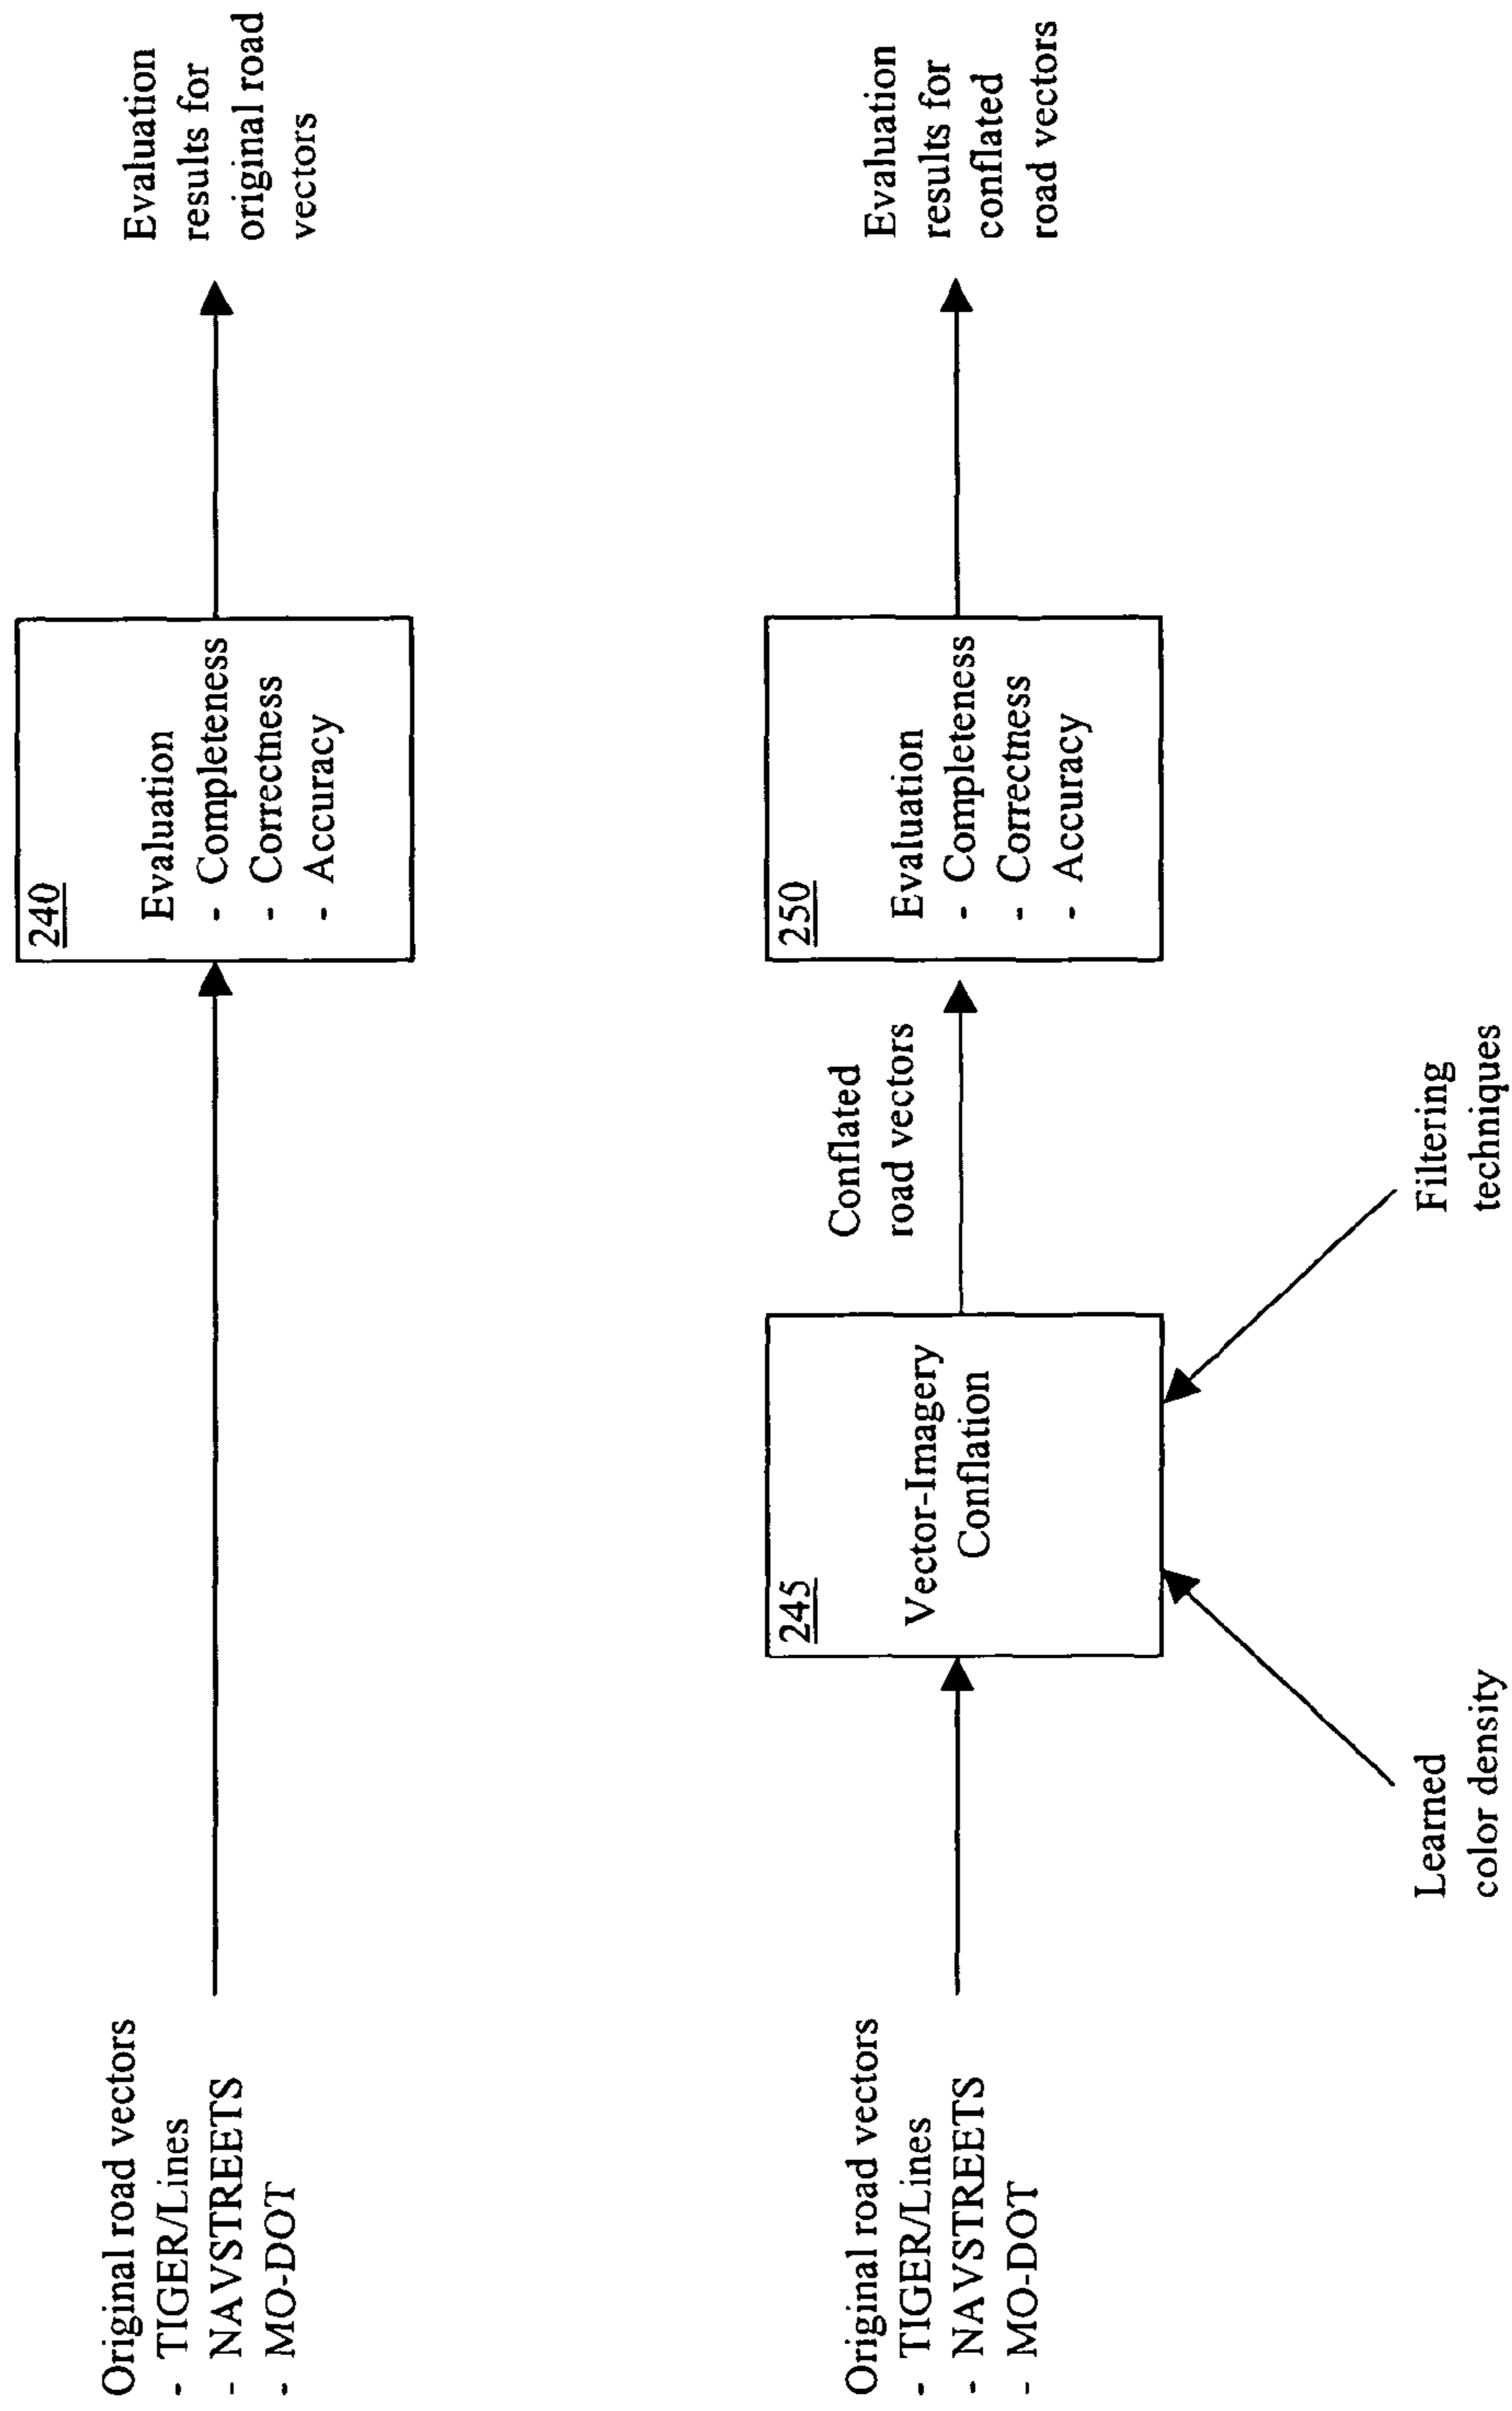 Original road vectors
- TIGER/Lines
- NAVSTREETS
- MO-DOT
240
Evaluation
- Completeness
- Correctness
- Accuracy
Evaluation
results for
original road
vectors
Original road vectors
- TIGER/Lines
- NAVSTREETS
- MO-DOT
245
Vector-Imagery
Conflation
Learned
color density
Filtering
techniques
Conflated
road vectors
250
Evaluation
- Completeness
- Correctness
- Accuracy
Evaluation
results for
conflated
road vectors